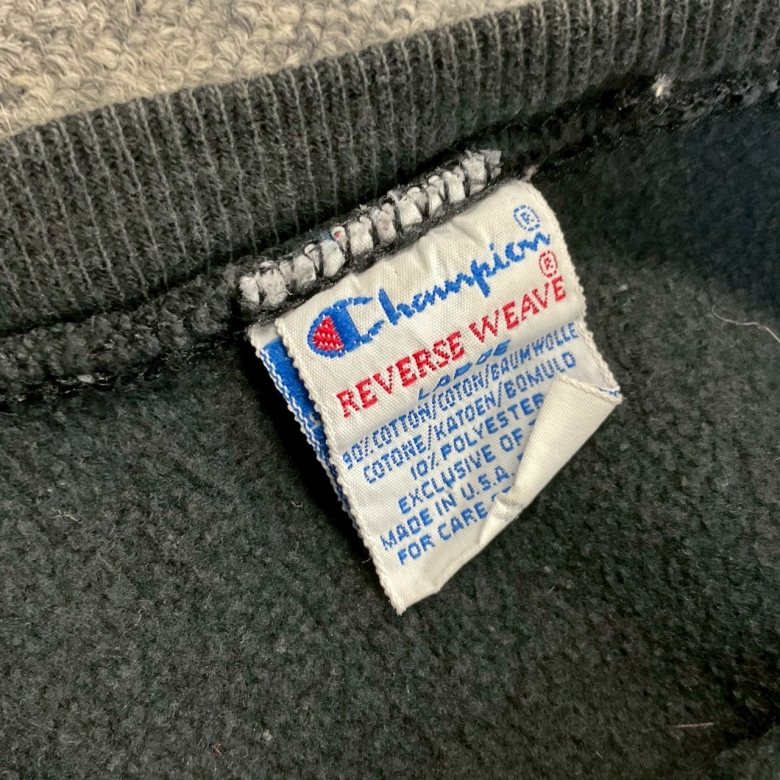 Champion®
REVERSE WEAVE®
LARGE
90% COTTON/COTON/BAUMWOLLE
COTONE/KATOEN/BOMULD
10% POLYESTER
EXCLUSIVE OF
MADE IN U.S.A.
FOR CARE